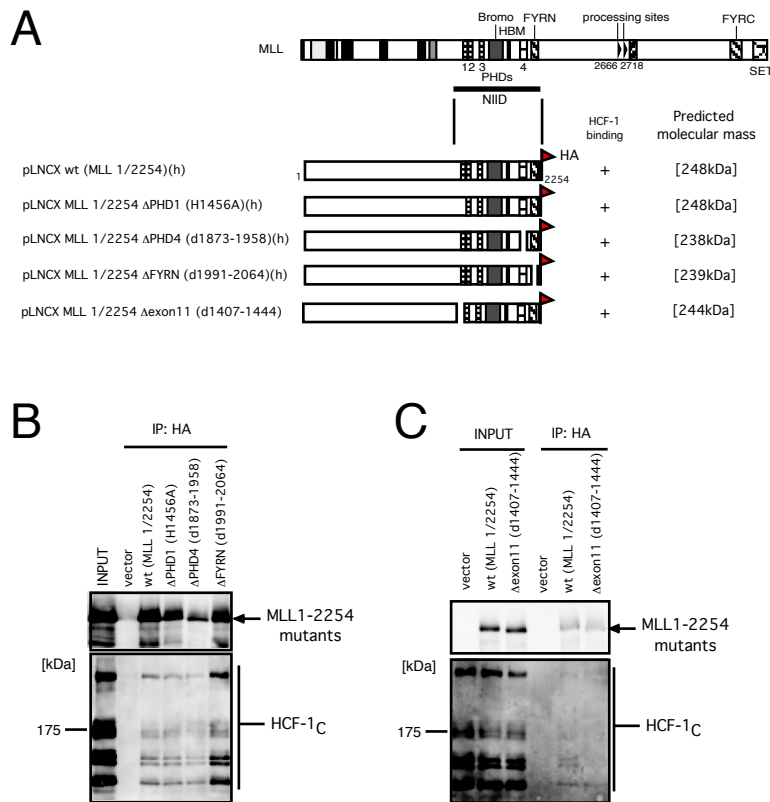 A
MLL
Bromo
HBM
FYRN
processing sites
FYRC
12 3 4
2666 2718
SET
PHDs
NIID
HCF-1 binding
Predicted molecular mass
HA
pLNCX wt (MLL 1/2254)(h)
1
2254
+
[248kDa]
pLNCX MLL 1/2254 ΔPHD1 (H1456A)(h)
+
[248kDa]
pLNCX MLL 1/2254 ΔPHD4 (d1873-1958)(h)
+
[238kDa]
pLNCX MLL 1/2254 ΔFYRN (d1991-2064)(h)
+
[239kDa]
pLNCX MLL 1/2254 Δexon11 (d1407-1444)
+
[244kDa]
B
IP: HA
INPUT
vector
wt (MLL 1/2254)
ΔPHD1 (H1456A)
ΔPHD4 (d1873-1958)
ΔFYRN (d1991-2064)
MLL1-2254
mutants
[kDa]
175
HCF-1C
C
INPUT
IP: HA
vector
wt (MLL 1/2254)
Δexon11 (d1407-1444)
vector
wt (MLL 1/2254)
Δexon11 (d1407-1444)
MLL1-2254
mutants
[kDa]
175
HCF-1C